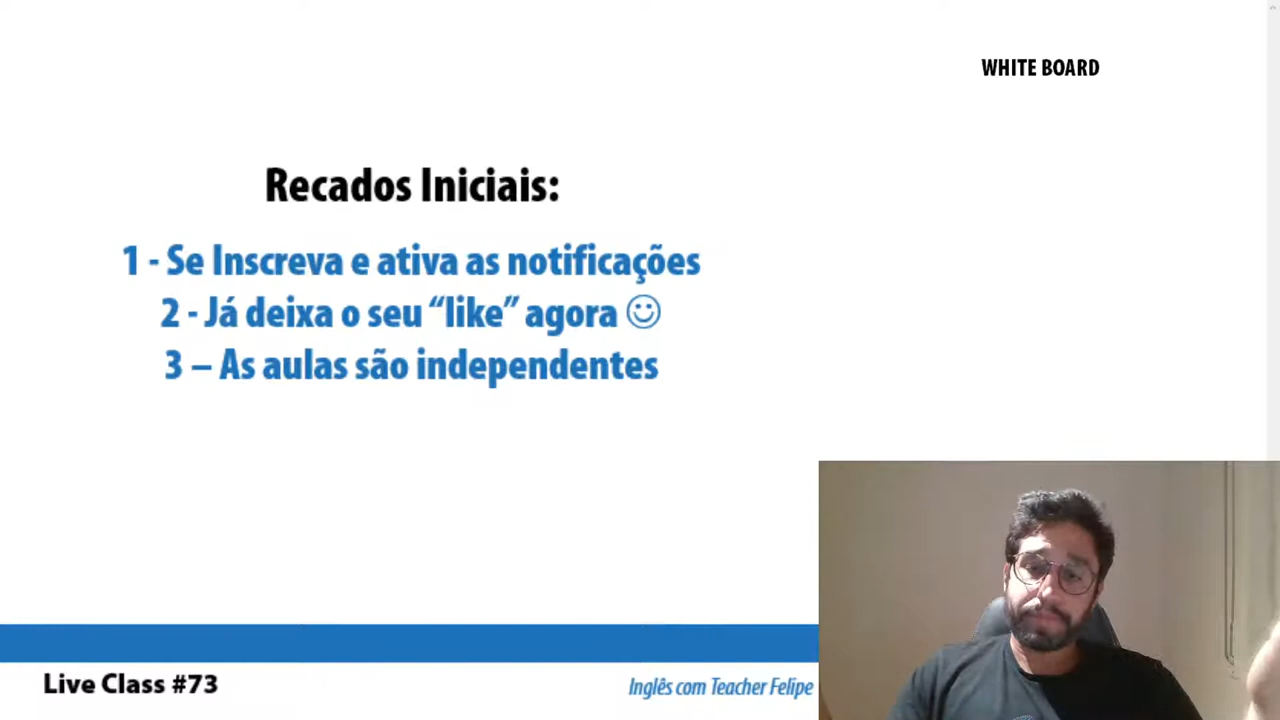 WHITE BOARD
Recados Iniciais:
1 - Se Inscreva e ativa as notificações
2 - Já deixa o seu “like” agora ☺
3 – As aulas são independentes
Live Class #73
Inglês com Teacher Felipe